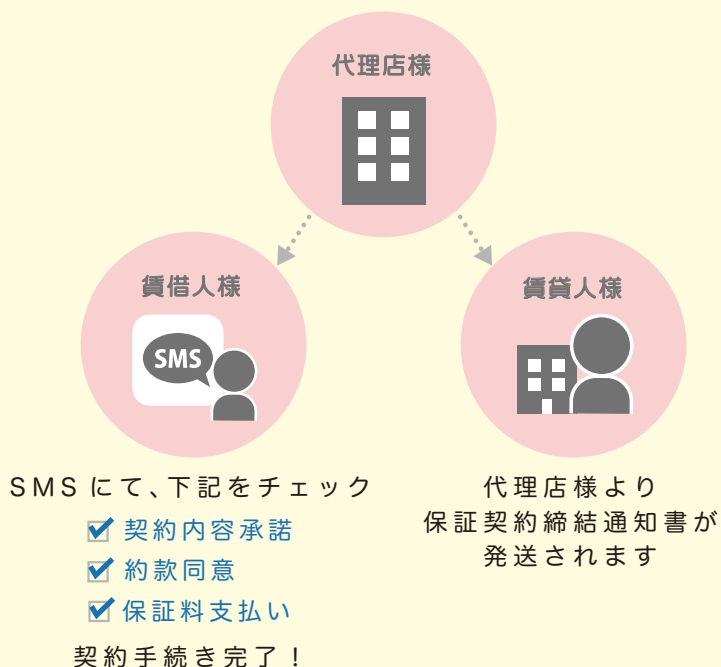 代理店様
賃借人様
SMS
SMS にて、下記をチェック
契約内容承諾
約款同意
保証料支払い
契約手続き完了！
賃貸人様
代理店様より
保証契約締結通知書が
発送されます